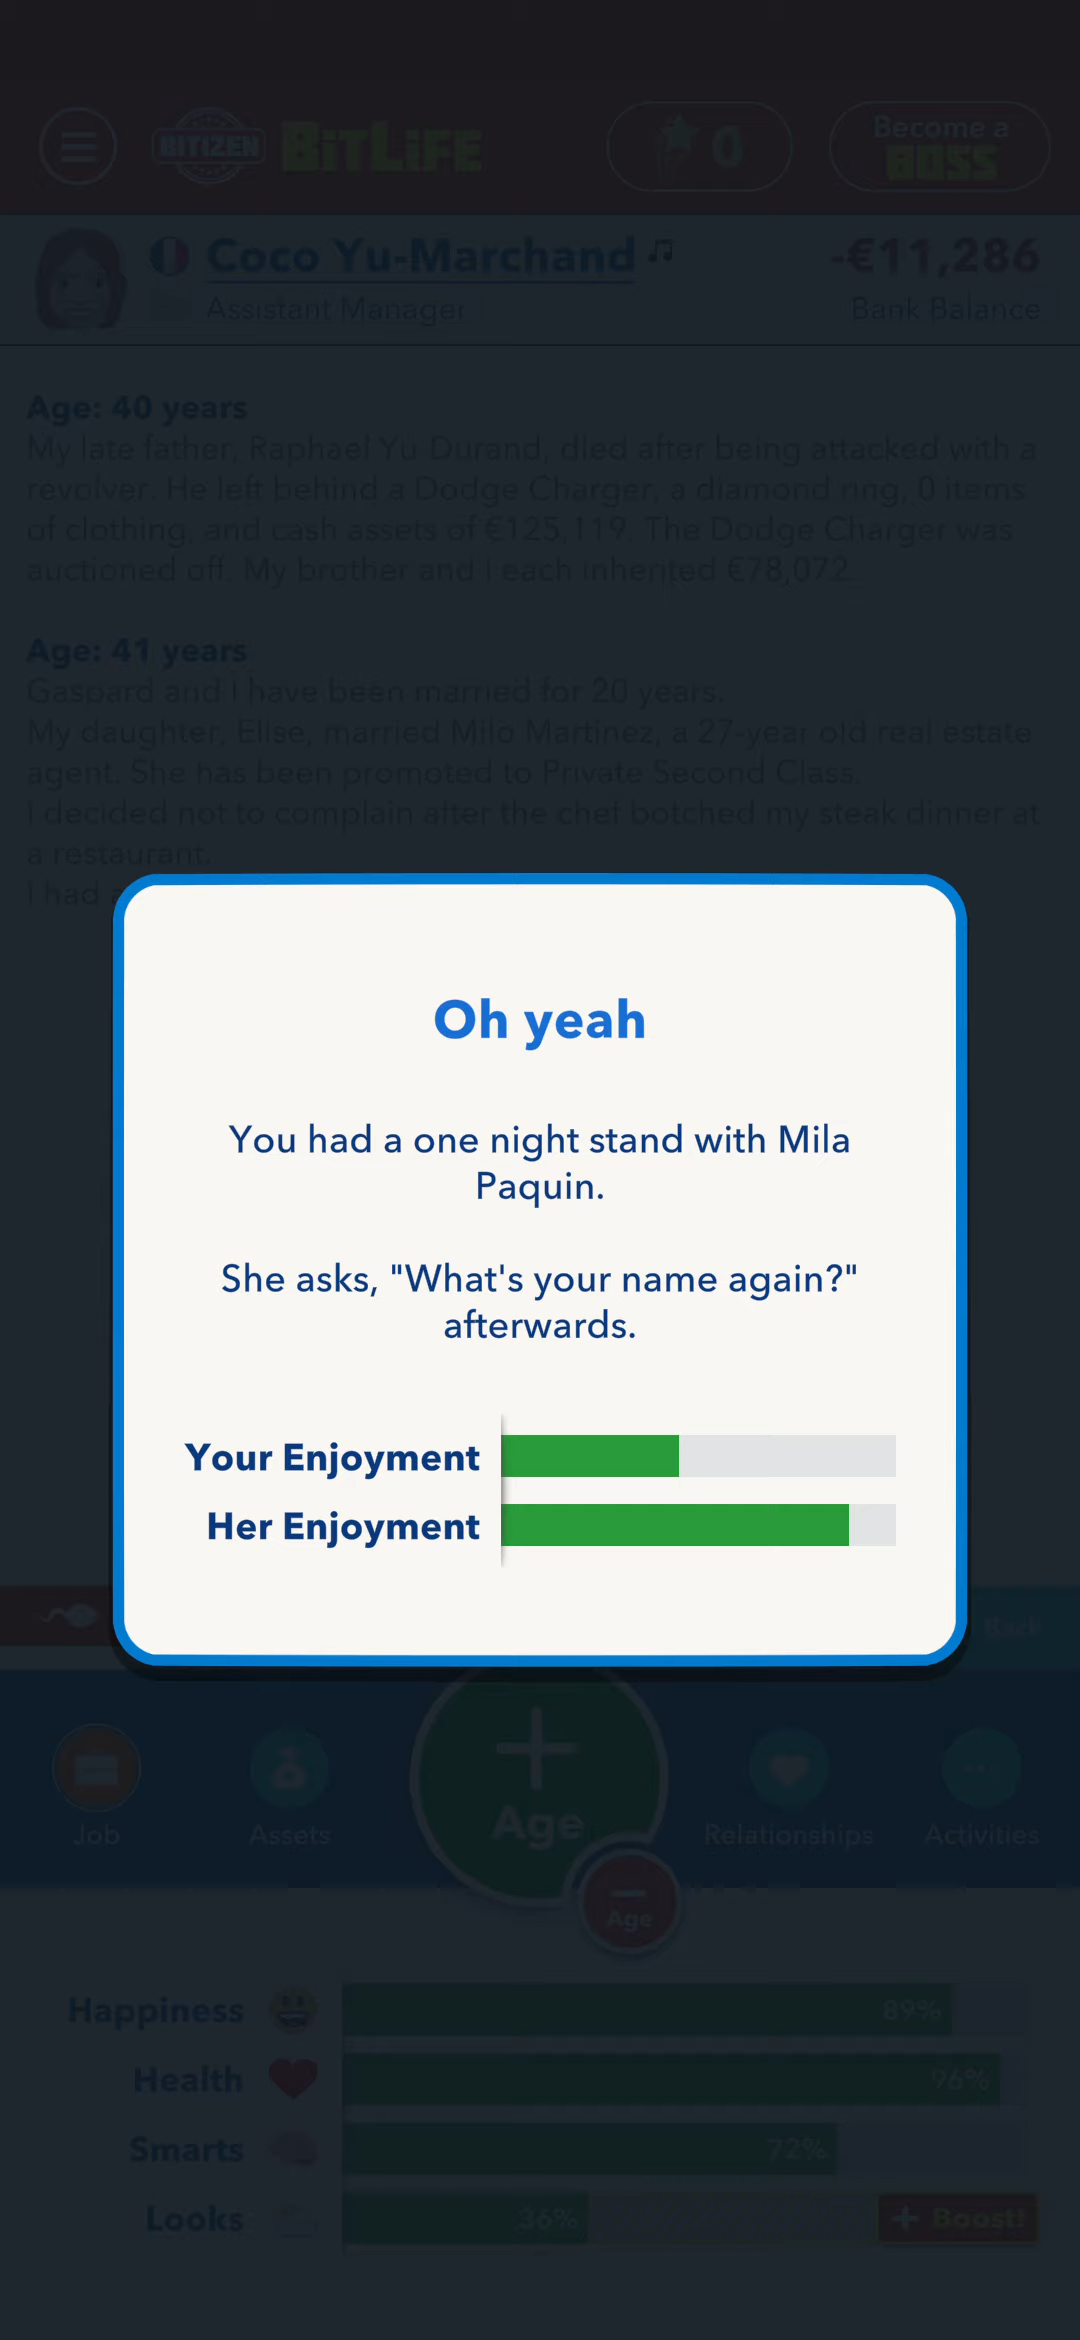 BITIZEN BitLife
0
Become a
BOSS
Coco Yu-Marchand
-€11,286
Assistant Manager
Bank Balance
Age: 40 years
My late father, Raphael Yu Durand, died after being attacked with a
revolver. He left behind a Dodge Charger, a diamond ring, 0 items
of clothing, and cash assets of €125,119. The Dodge Charger was
auctioned off. My brother and I each inherited €78,072.
Age: 41 years
Gaspard and I have been married for 20 years.
My daughter, Elise, married Milo Martinez, a 27-year old real estate
agent. She has been promoted to Private Second Class.
I decided not to complain after the chef botched my steak dinner at
a restaurant.
I had
Oh yeah
You had a one night stand with Mila
Paquin.
She asks, "What's your name again?"
afterwards.
Your Enjoyment
Her Enjoyment
Job
Assets
Age
Relationships
Activities
Age
Happiness
89%
Health
96%
Smarts
72%
Looks
36%
+ Boost!